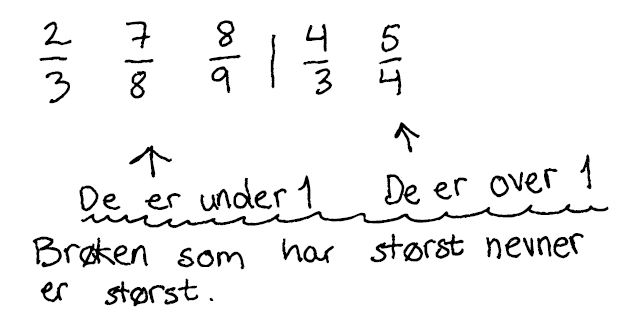 2/3 7/8 8/9 | 4/3 5/4
De er under 1 De er over 1
Brøken som har størst nevner
er størst.